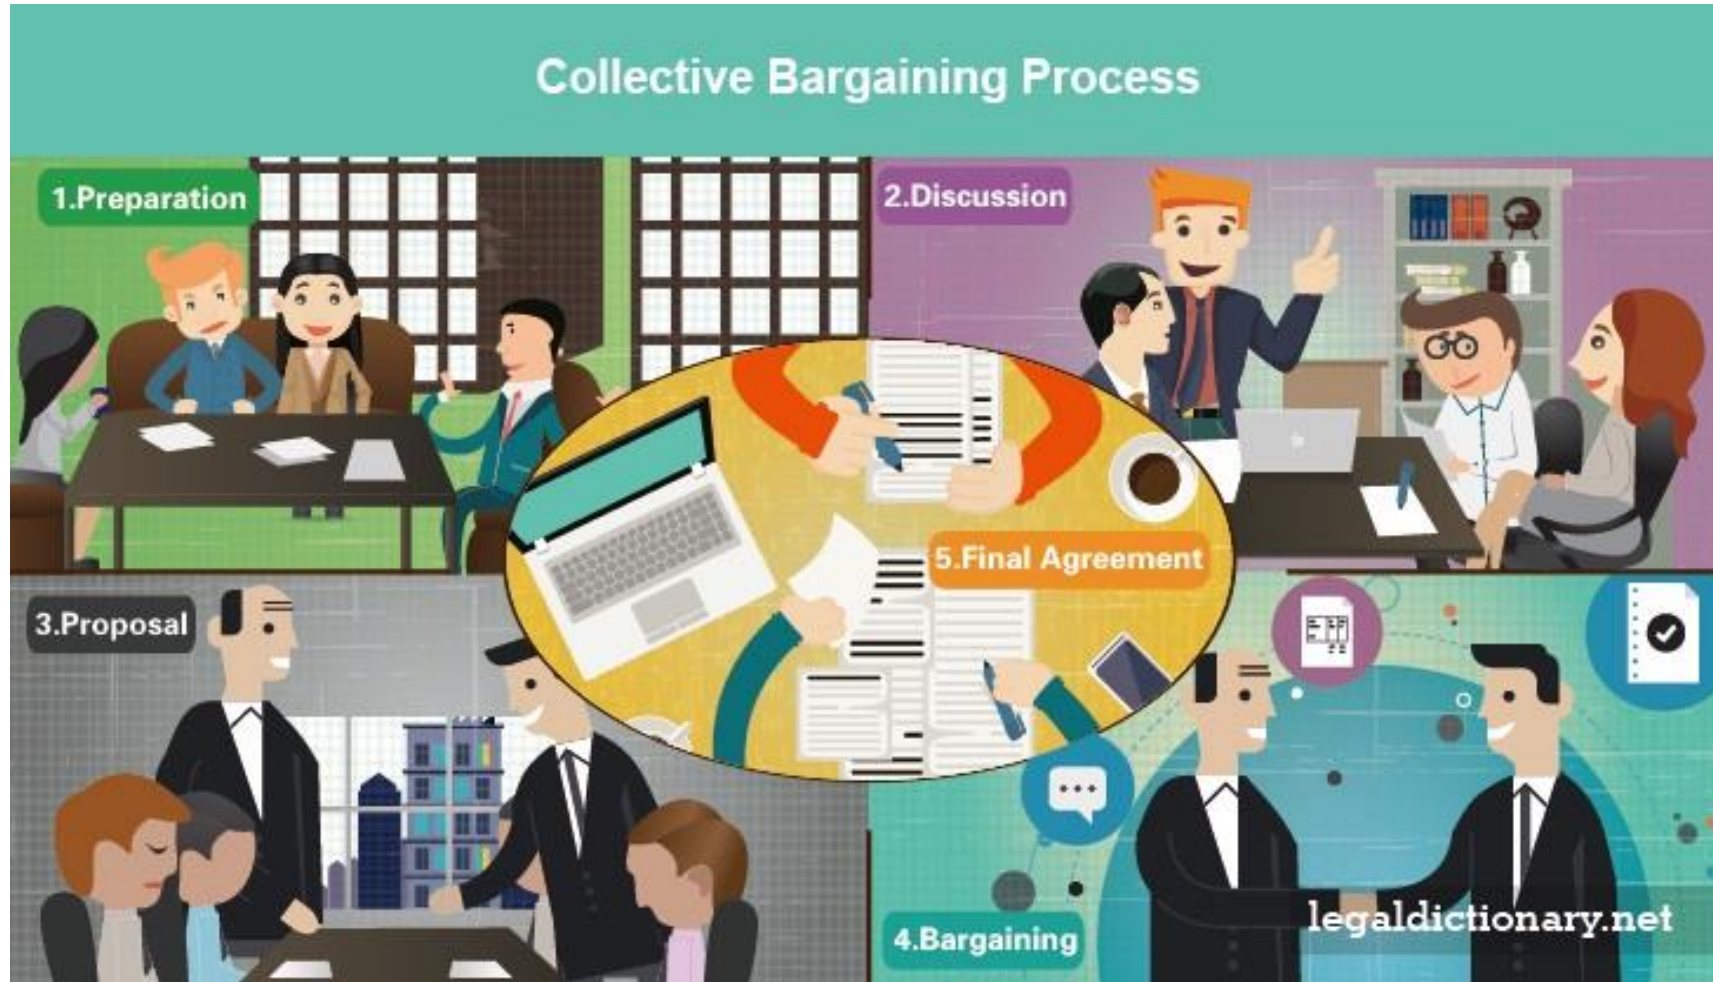 Collective Bargaining Process
1.Preparation
2.Discussion
3.Proposal
4.Bargaining
5.Final Agreement
legaldictionary.net